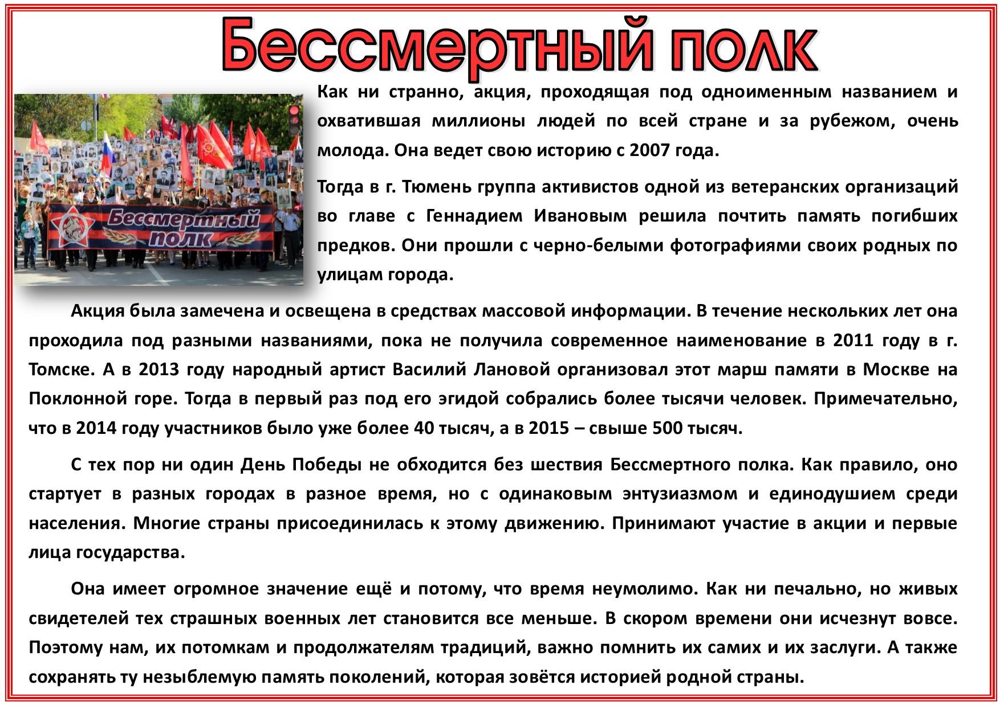 Бессмертный полк
Как ни странно, акция, проходящая под одноименным названием и
охватившая миллионы людей по всей стране и за рубежом, очень
молода. Она ведет свою историю с 2007 года.
Тогда в г. Тюмень группа активистов одной из ветеранских организаций
во главе с Геннадием Ивановым решила почтить память погибших
предков. Они прошли с черно-белыми фотографиями своих родных по
улицам города.
Бессмертный
полк
Акция была замечена и освещена в средствах массовой информации. В течение нескольких лет она
проходила под разными названиями, пока не получила современное наименование в 2011 году в г.
Томске. А в 2013 году народный артист Василий Лановой организовал этот марш памяти в Москве на
Поклонной горе. Тогда в первый раз под его эгидой собрались более тысячи человек. Примечательно,
что в 2014 году участников было уже более 40 тысяч, а в 2015 – свыше 500 тысяч.
С тех пор ни один День Победы не обходится без шествия Бессмертного полка. Как правило, оно
стартует в разных городах в разное время, но с одинаковым энтузиазмом и единодушием среди
населения. Многие страны присоединилась к этому движению. Принимают участие в акции и первые
лица государства.
Она имеет огромное значение ещё и потому, что время неумолимо. Как ни печально, но живых
свидетелей тех страшных военных лет становится все меньше. В скором времени они исчезнут вовсе.
Поэтому нам, их потомкам и продолжателям традиций, важно помнить их самих и их заслуги. А также
сохранять ту незыблемую память поколений, которая зовётся историей родной страны.